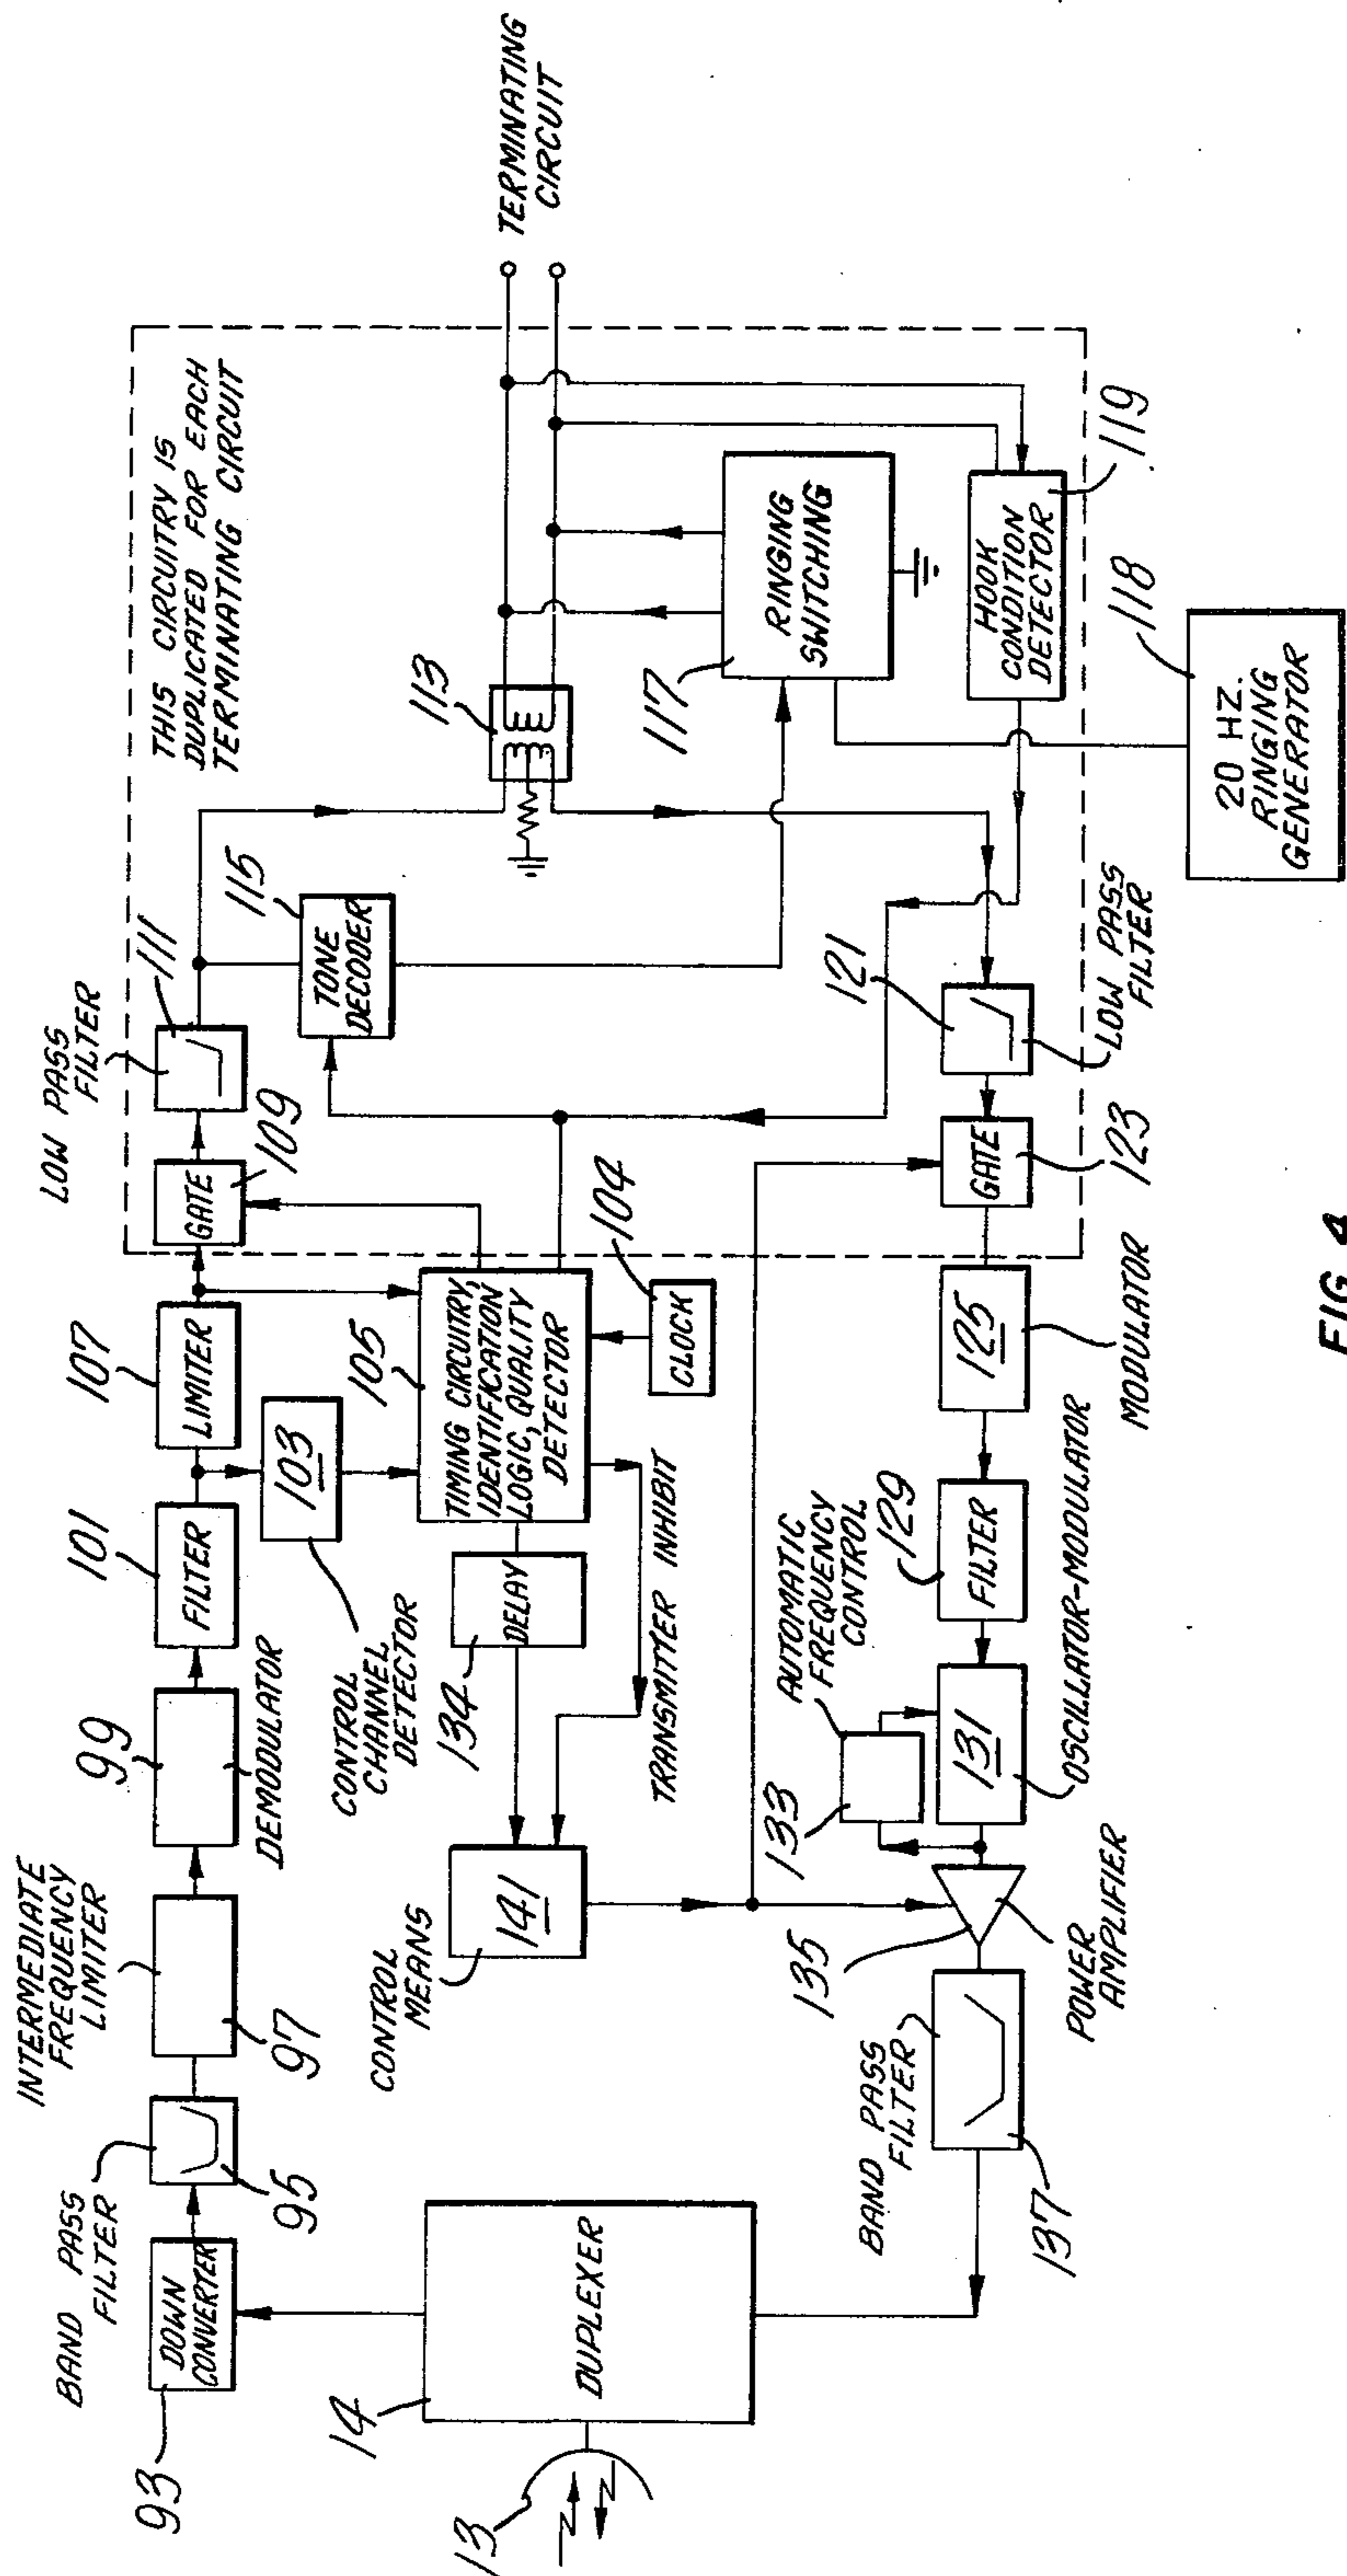 13
14
DUPLEXER
93
DOWN
CONVERTER
BAND PASS
FILTER
95
INTERMEDIATE
FREQUENCY
LIMITER
97
99
DEMODULATOR
101
FILTER
103
CONTROL
CHANNEL
DETECTOR
107
LIMITER
105
TIMING CIRCUITRY,
IDENTIFICATION
LOGIC, QUALITY
DETECTOR
104
CLOCK
134
DELAY
TRANSMITTER INHIBIT
CONTROL
MEANS
141
LOW PASS
FILTER
GATE
109
111
THIS CIRCUITRY IS
DUPLICATED FOR EACH
TERMINATING CIRCUIT
115
TONE
DECODER
113
TERMINATING
CIRCUIT
117
RINGING
SWITCHING
HOOK
CONDITION
DETECTOR
119
118
20 HZ.
RINGING
GENERATOR
121
LOW PASS
FILTER
GATE
123
125
MODULATOR
129
FILTER
AUTOMATIC
FREQUENCY
CONTROL
133
131
OSCILLATOR-MODULATOR
135
POWER
AMPLIFIER
BAND PASS
FILTER
137
FIG. 4